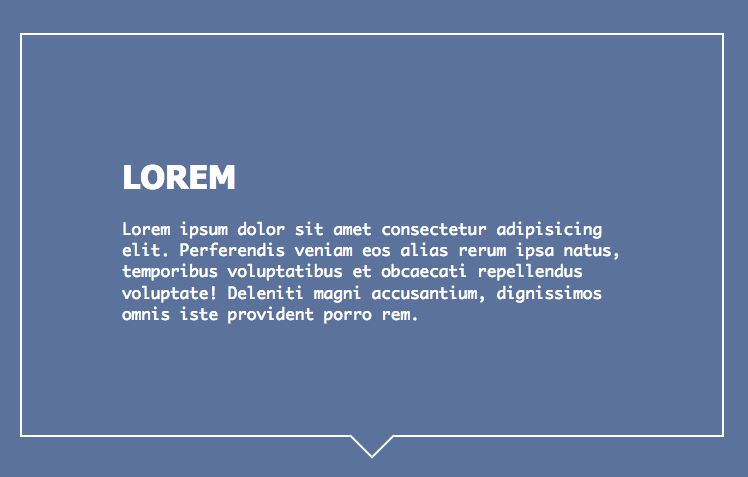 LOREM
Lorem ipsum dolor sit amet consectetur adipisicing
elit. Perferendis veniam eos alias rerum ipsa natus,
temporibus voluptatibus et obcaecati repellendus
voluptate! Deleniti magni accusantium, dignissimos
omnis iste provident porro rem.